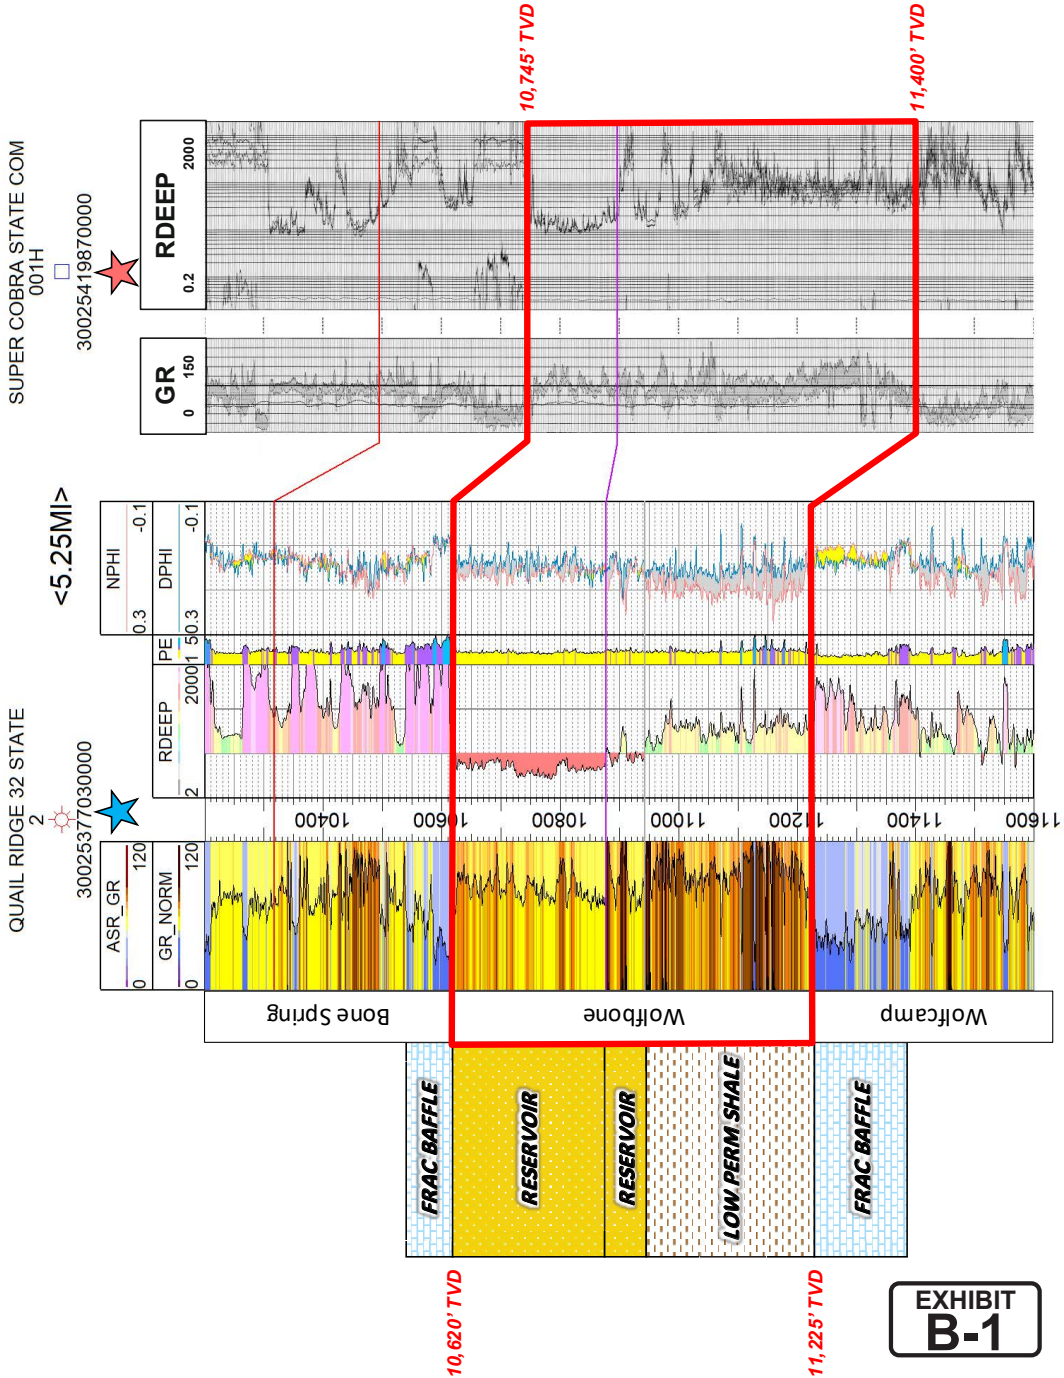 QUAIL RIDGE 32 STATE
2
30025377030000
<5.25MI>
SUPER COBRA STATE COM
001H
30025419870000
ASR_GR
0 120
GR_NORM
0 120
RDEEP
2 2000
PE
1 5
NPHI
0.3 -0.1
DPHI
0.3 -0.1
GR
0 150
RDEEP
0.2 2000
Bone Spring
Wolfbone
Wolfcamp
10400
10600
10800
11000
11200
11400
11600
FRAC BAFFLE
RESERVOIR
RESERVOIR
LOW PERM SHALE
FRAC BAFFLE
10,620' TVD
11,225' TVD
10,745' TVD
11,400' TVD
EXHIBIT
B-1